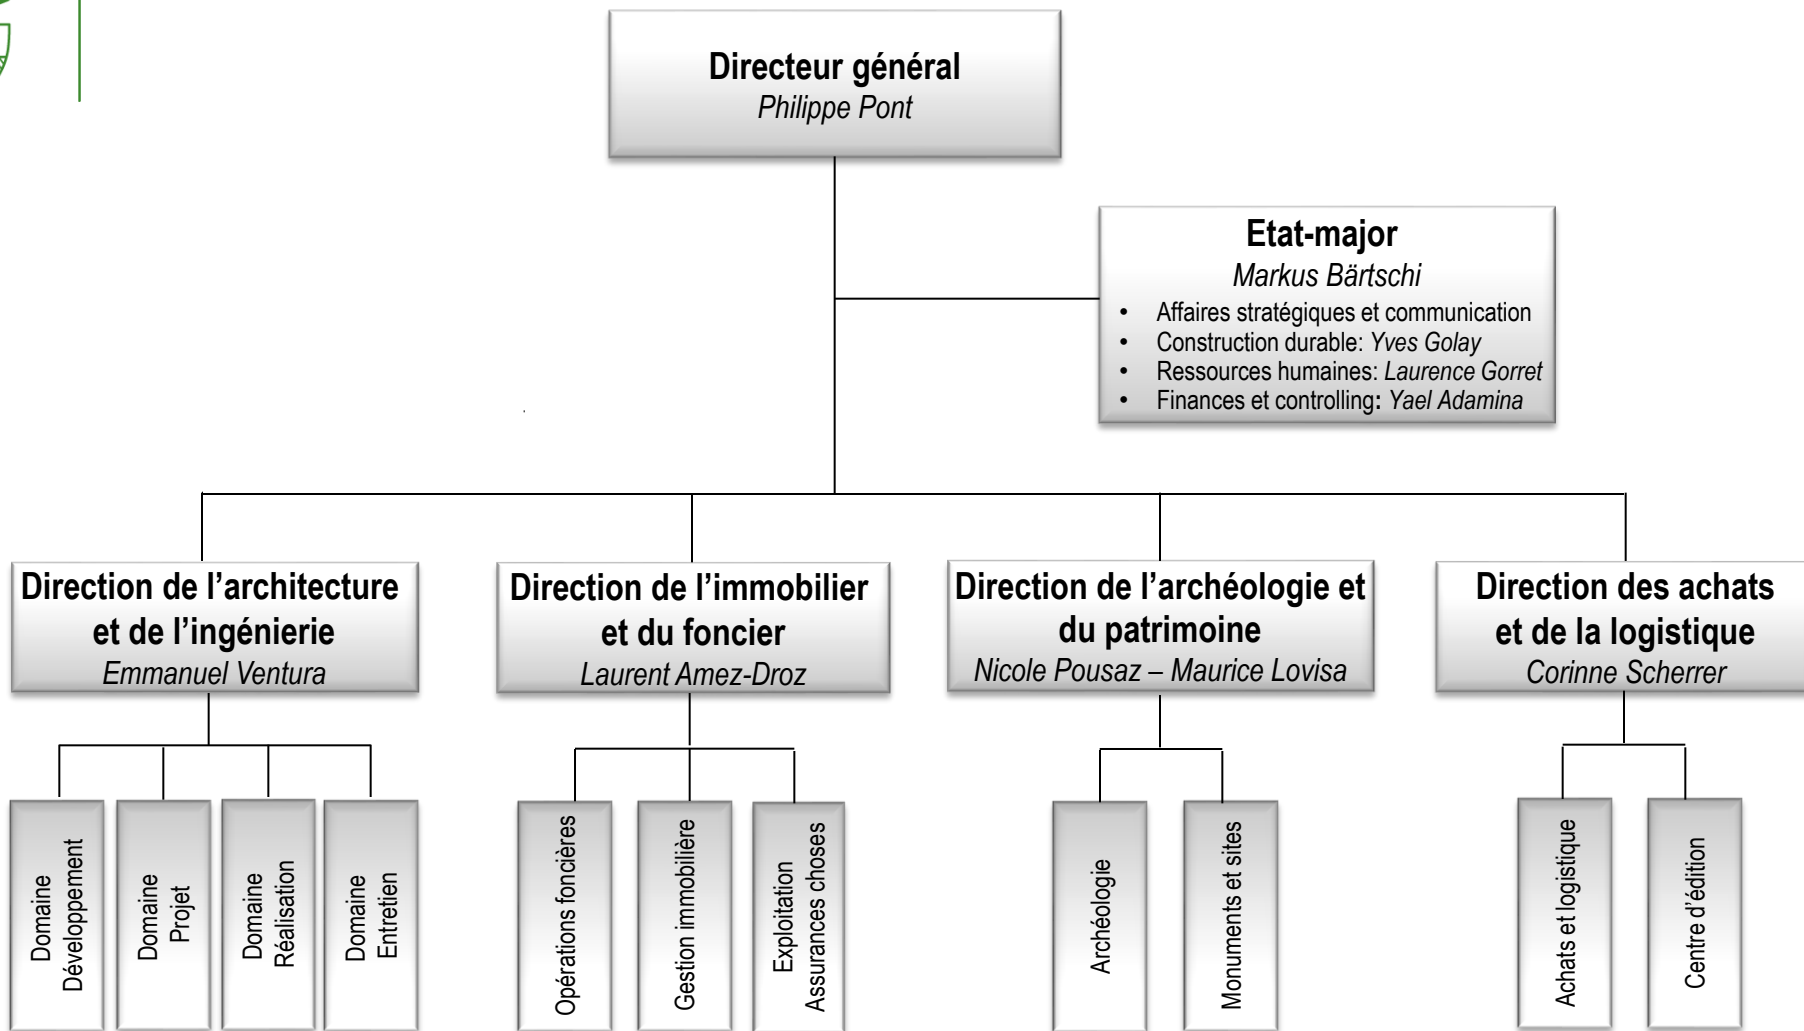 Directeur général
Philippe Pont
Etat-major
Markus Bärtschi
• Affaires stratégiques et communication
• Construction durable: Yves Golay
• Ressources humaines: Laurence Gorret
• Finances et controlling: Yael Adamina
Direction de l’architecture
et de l’ingénierie
Emmanuel Ventura
Direction de l’immobilier
et du foncier
Laurent Amez-Droz
Direction de l’archéologie et
du patrimoine
Nicole Pousaz – Maurice Lovisa
Direction des achats
et de la logistique
Corinne Scherrer
Domaine
Développement
Domaine
Projet
Domaine
Réalisation
Domaine
Entretien
Opérations foncières
Gestion immobilière
Exploitation
Assurances choses
Archéologie
Monuments et sites
Achats et logistique
Centre d’édition